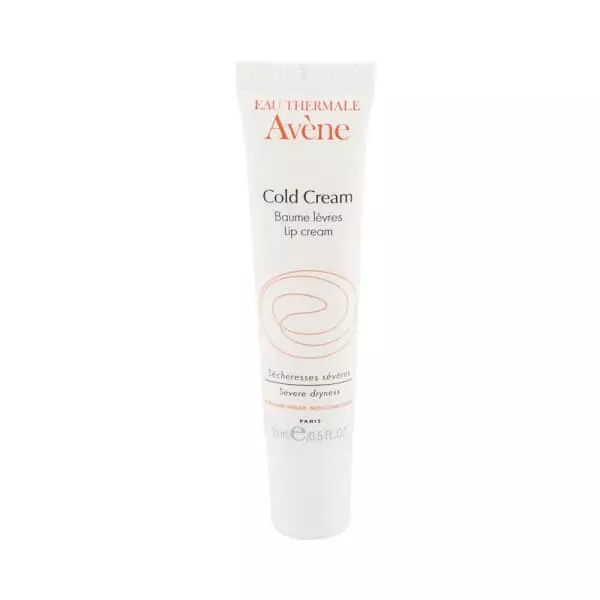 EAU THERMALE
Avène
Cold Cream
Baume lèvres
Lip cream
Sècheresses sévères
Severe dryness
PARIS
15 ml e/0.5 FL.OZ